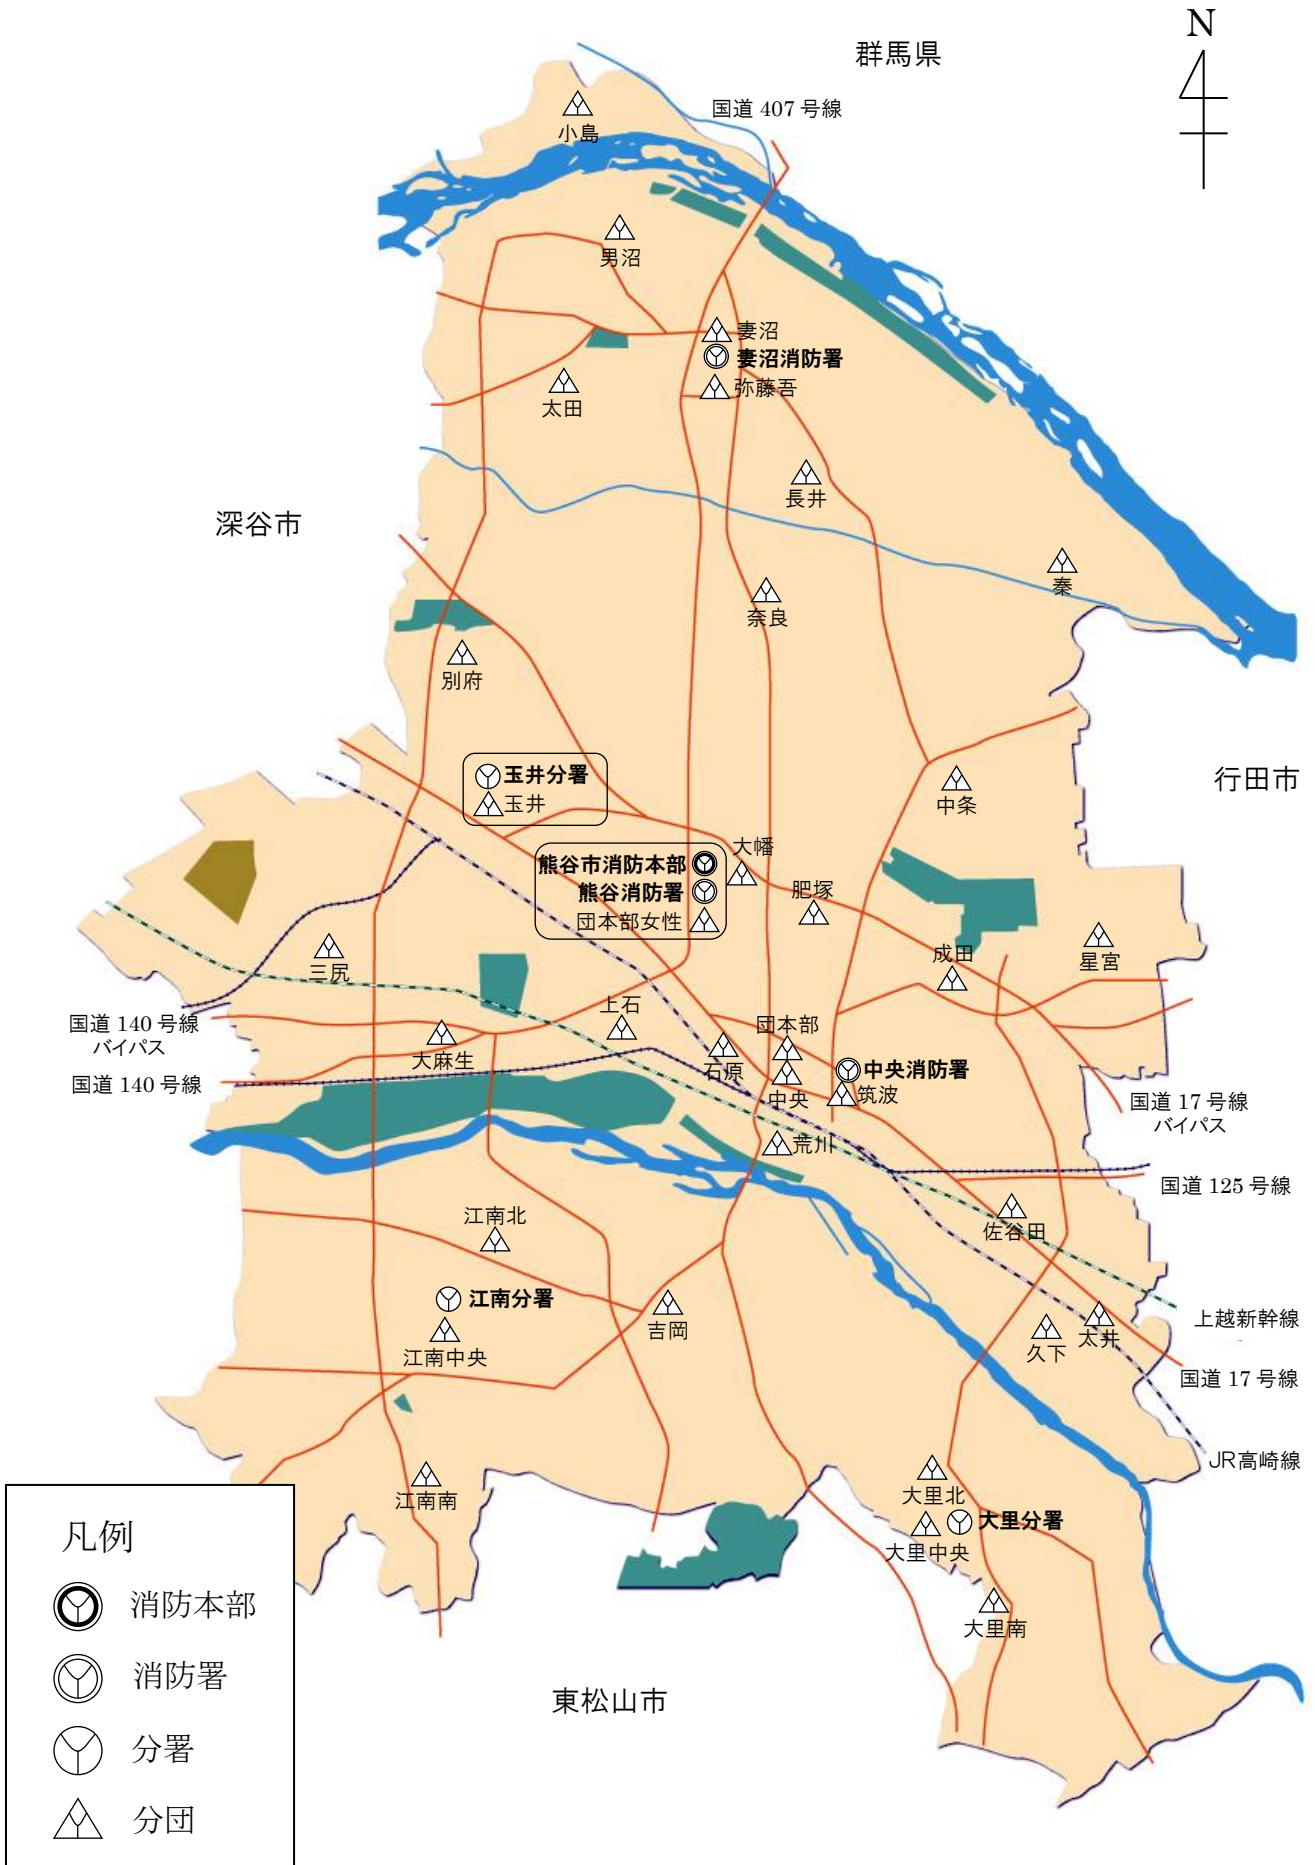 N
群馬県
国道 407 号線
小島
男沼
妻沼
妻沼消防署
弥藤吾
太田
長井
深谷市
秦
奈良
別府
玉井分署
玉井
中条
行田市
大幡
熊谷市消防本部
熊谷消防署
団本部女性
肥塚
成田
星宮
三尻
上石
国道 140 号線
バイパス
大麻生
団本部
石原
中央消防署
国道 140 号線
中央
筑波
国道 17 号線
バイパス
荒川
国道 125 号線
江南北
佐谷田
江南分署
吉岡
上越新幹線
江南中央
久下
太井
国道 17 号線
JR高崎線
江南南
大里北
大里分署
大里中央
大里南
東松山市
凡例
消防本部
消防署
分署
分団